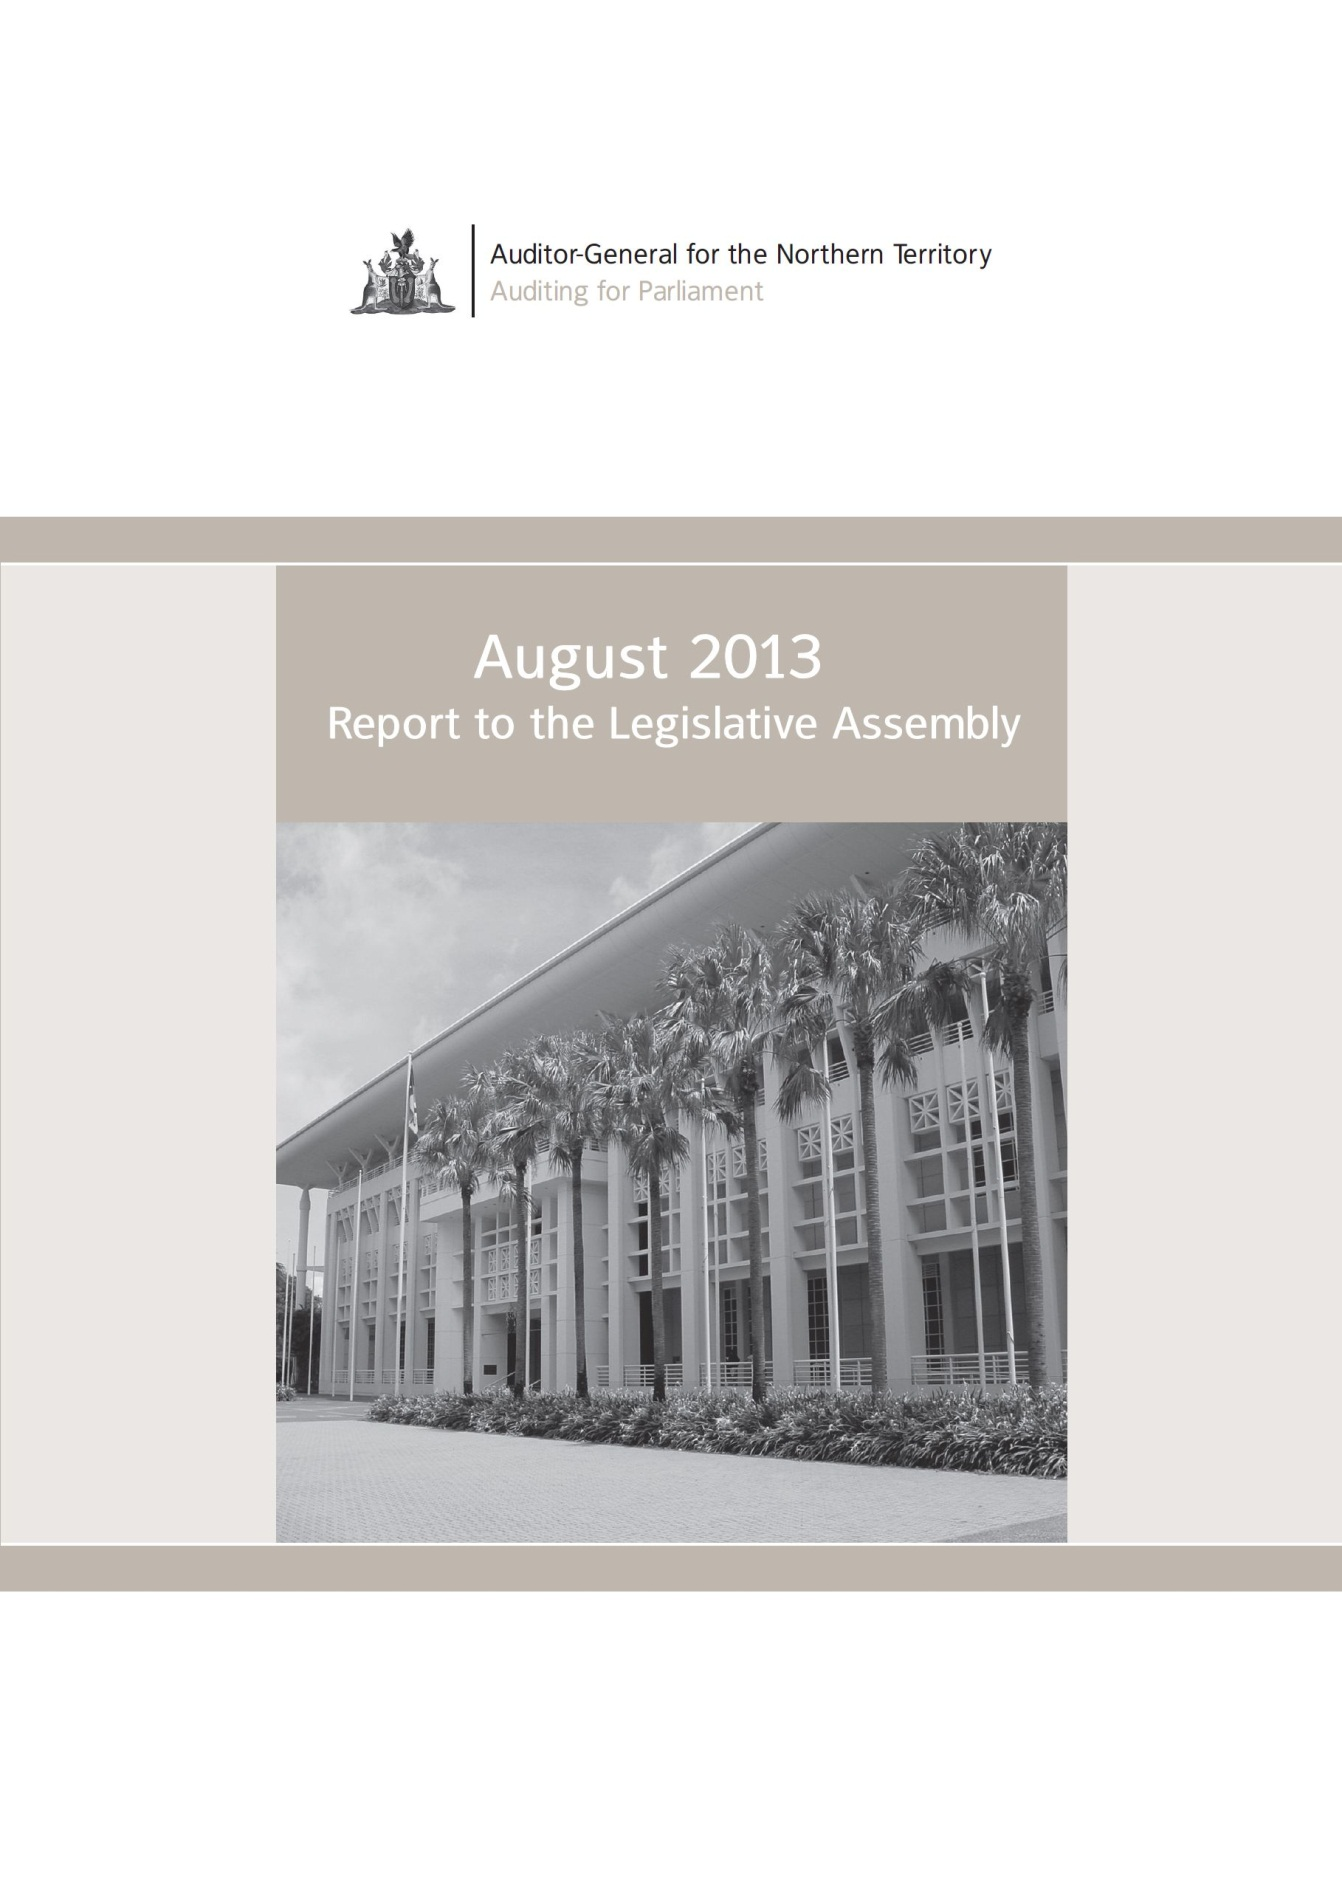 Auditor-General for the Northern Territory
Auditing for Parliament
August 2013
Report to the Legislative Assembly